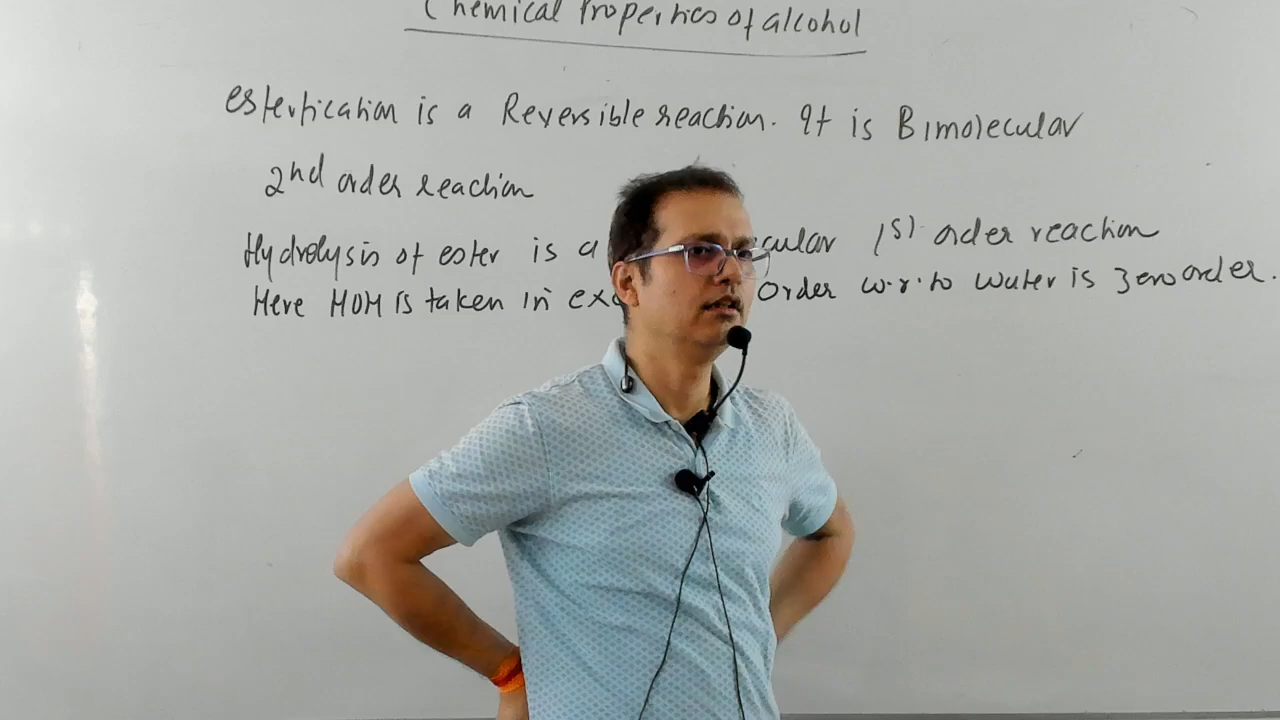 Chemical Properties of alcohol
esterfication is a Reversible reaction. It is Bimolecular
2nd order reaction
Hydrolysis of ester is a cular 1st order reaction
Here HOH is taken in exc Order w.r.to water is zero order.